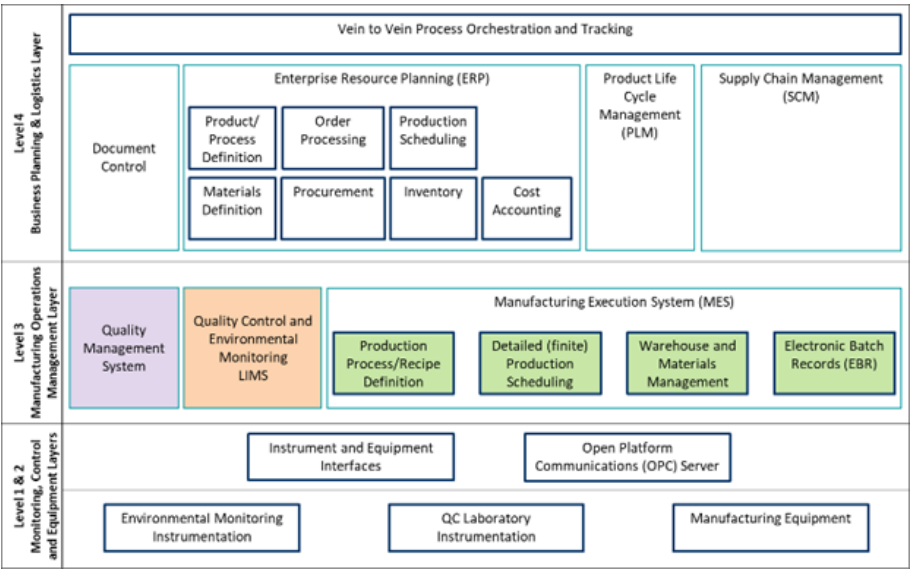 Level 4
Business Planning & Logistics Layer
Vein to Vein Process Orchestration and Tracking
Document
Control
Enterprise Resource Planning (ERP)
Product/
Process
Definition
Order
Processing
Production
Scheduling
Materials
Definition
Procurement
Inventory
Cost
Accounting
Product Life
Cycle
Management
(PLM)
Supply Chain Management
(SCM)
Level 3
Manufacturing Operations
Management Layer
Quality
Management
System
Quality Control and
Environmental
Monitoring
LIMS
Manufacturing Execution System (MES)
Production
Process/Recipe
Definition
Detailed (finite)
Production
Scheduling
Warehouse and
Materials
Management
Electronic Batch
Records (EBR)
Level 1 & 2
Monitoring, Control
and Equipment Layers
Instrument and Equipment
Interfaces
Open Platform
Communications (OPC) Server
Environmental Monitoring
Instrumentation
QC Laboratory
Instrumentation
Manufacturing Equipment